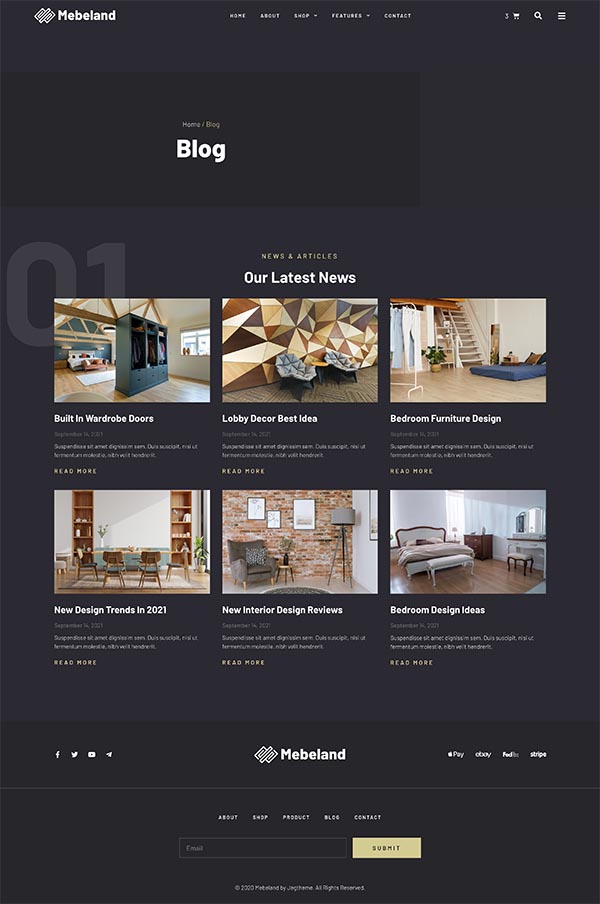 Mebeland
HOME ABOUT SHOP FEATURES CONTACT
3
Home / Blog
Blog
01
NEWS & ARTICLES
Our Latest News
Built In Wardrobe Doors
September 14, 2021
Suspendisse sit amet dignissim sem. Duis suscipit, nisl ut
fermentum molestie, nibh velit hendrerit.
READ MORE
Lobby Decor Best Idea
September 14, 2021
Suspendisse sit amet dignissim sem. Duis suscipit, nisl ut
fermentum molestie, nibh velit hendrerit.
READ MORE
Bedroom Furniture Design
September 14, 2021
Suspendisse sit amet dignissim sem. Duis suscipit, nisl ut
fermentum molestie, nibh velit hendrerit.
READ MORE
New Design Trends In 2021
September 14, 2021
Suspendisse sit amet dignissim sem. Duis suscipit, nisl ut
fermentum molestie, nibh velit hendrerit.
READ MORE
New Interior Design Reviews
September 14, 2021
Suspendisse sit amet dignissim sem. Duis suscipit, nisl ut
fermentum molestie, nibh velit hendrerit.
READ MORE
Bedroom Design Ideas
September 14, 2021
Suspendisse sit amet dignissim sem. Duis suscipit, nisl ut
fermentum molestie, nibh velit hendrerit.
READ MORE
Mebeland
Pay ebay FedEx stripe
ABOUT SHOP PRODUCT BLOG CONTACT
Email
SUBMIT
© 2020 Mebeland by Jegtheme. All Rights Reserved.